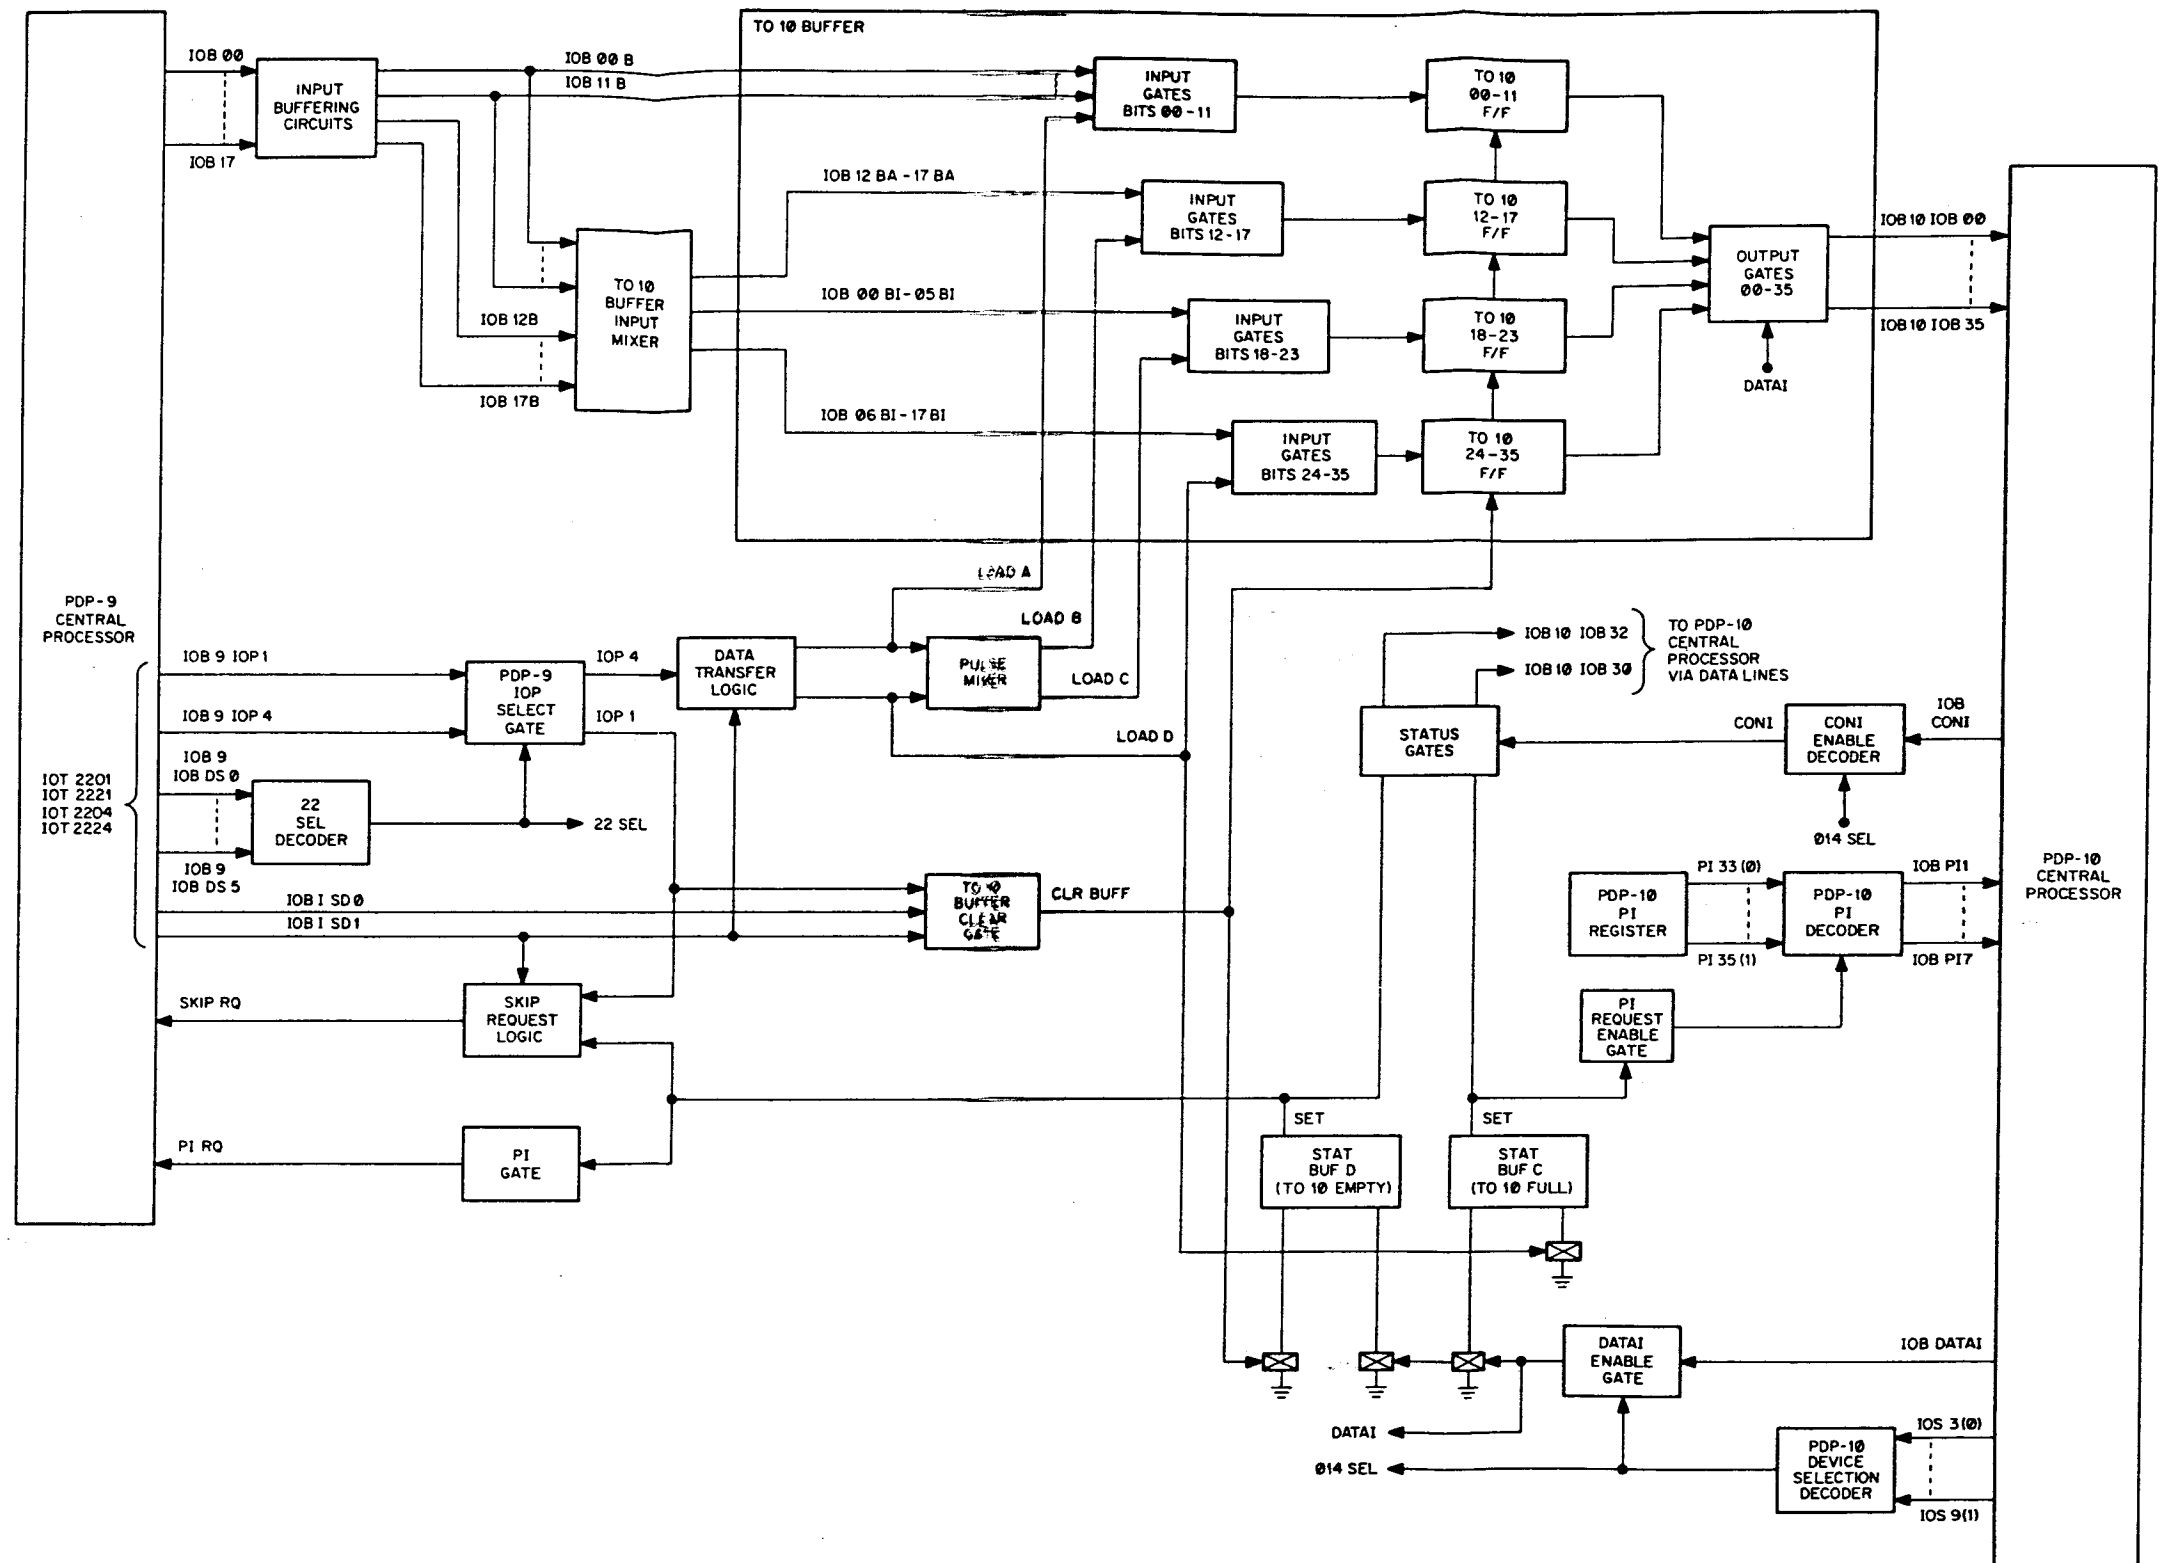 TO 10 BUFFER
IOB 00
IOB 17
INPUT
BUFFERING
CIRCUITS
IOB 00 B
IOB 11 B
INPUT
GATES
BITS 00-11
TO 10
00-11
F/F
IOB 12 BA - 17 BA
INPUT
GATES
BITS 12-17
TO 10
12-17
F/F
IOB 12B
IOB 17B
TO 10
BUFFER
INPUT
MIXER
IOB 00 BI - 05 BI
INPUT
GATES
BITS 18-23
TO 10
18-23
F/F
IOB 06 BI - 17 BI
INPUT
GATES
BITS 24-35
TO 10
24-35
F/F
OUTPUT
GATES
00-35
DATAI
IOB 10 IOB 00
IOB 10 IOB 35
PDP-9
CENTRAL
PROCESSOR
IOT 2201
IOT 2221
IOT 2204
IOT 2224
IOB 9 IOP 1
IOB 9 IOP 4
IOB 9
IOB DS 0
IOB 9
IOB DS 5
IOB I SD 0
IOB I SD 1
PDP-9
IOP
SELECT
GATE
22
SEL
DECODER
22 SEL
IOP 4
IOP 1
DATA
TRANSFER
LOGIC
PULSE
MIXER
LOAD A
LOAD B
LOAD C
LOAD D
TO 10
BUFFER
CLEAR
GATE
CLR BUFF
SKIP RQ
SKIP
REQUEST
LOGIC
PI RQ
PI
GATE
IOB 10 IOB 32
IOB 10 IOB 30
TO PDP-10
CENTRAL
PROCESSOR
VIA DATA LINES
STATUS
GATES
CONI
CONI
ENABLE
DECODER
IOB
CONI
014 SEL
PDP-10
PI
REGISTER
PI 33 (0)
PI 35 (1)
PDP-10
PI
DECODER
IOB PI1
IOB PI7
PDP-10
CENTRAL
PROCESSOR
PI
REQUEST
ENABLE
GATE
SET
STAT
BUF D
(TO 10 EMPTY)
SET
STAT
BUF C
(TO 10 FULL)
DATAI
ENABLE
GATE
IOB DATAI
DATAI
014 SEL
PDP-10
DEVICE
SELECTION
DECODER
IOS 3(0)
IOS 9(1)